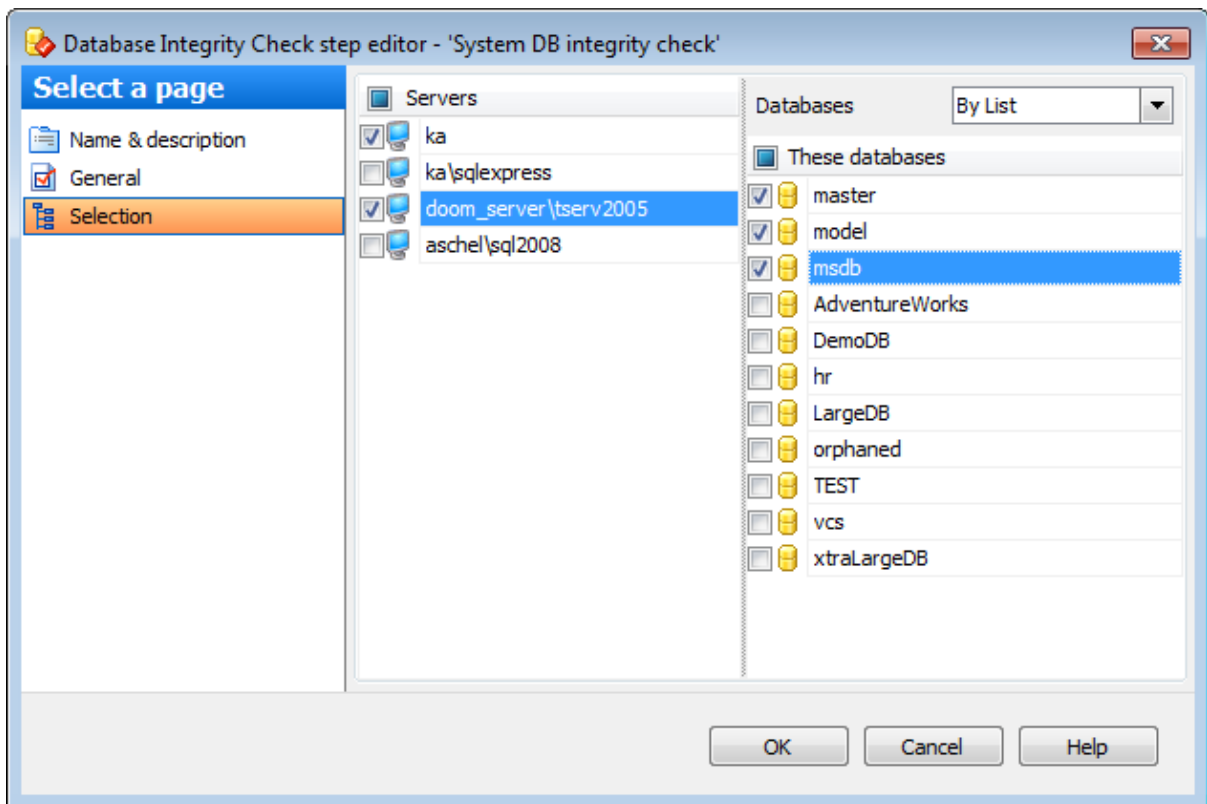 Database Integrity Check step editor - 'System DB integrity check'
Select a page
Name & description
General
Selection
Servers
ka
ka\sqlexpress
doom_server\tserv2005
aschel\sql2008
Databases
By List
These databases
master
model
msdb
AdventureWorks
DemoDB
hr
LargeDB
orphaned
TEST
vcs
xtraLargeDB
OK
Cancel
Help